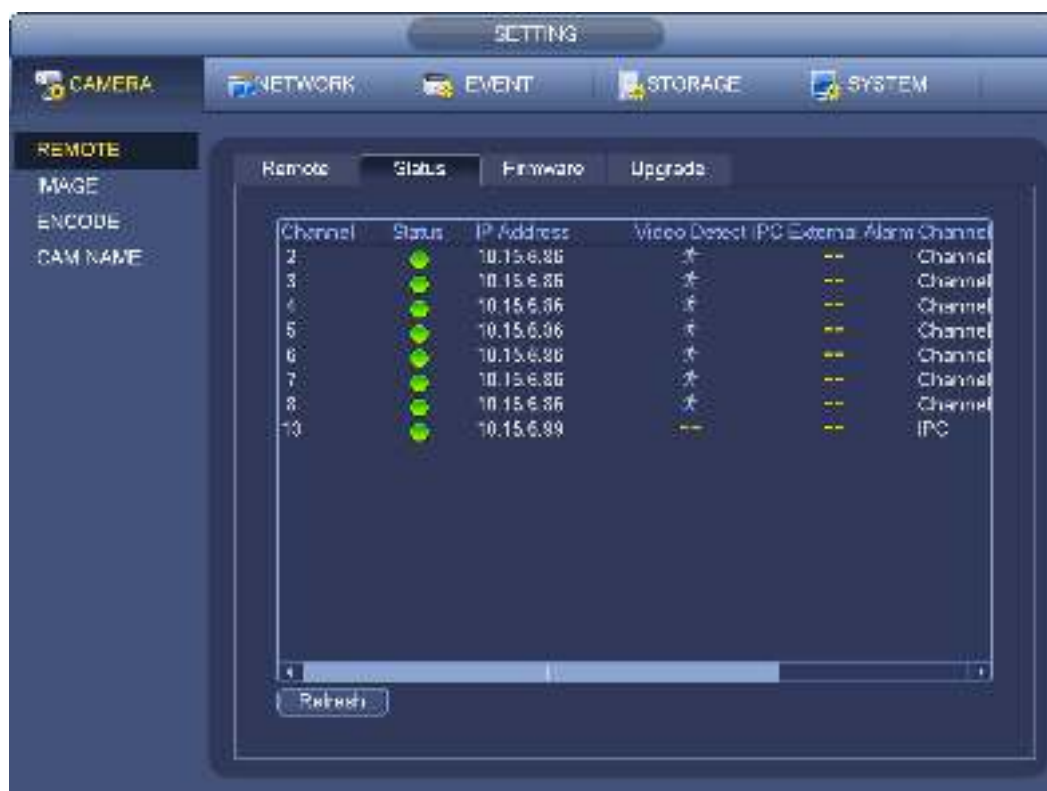 SETTING
CAMERA NETWORK EVENT STORAGE SYSTEM
REMOTE
IMAGE
ENCODE
CAM NAME
Remote Status Firmware Upgrade
Channel Status IP Address Video Detect IPC External Alarm Channel
2 10.15.6.86 -- Channel
3 10.15.6.86 -- Channel
4 10.15.6.86 -- Channel
5 10.15.6.86 -- Channel
6 10.15.6.86 -- Channel
7 10.15.6.86 -- Channel
8 10.15.6.86 -- Channel
13 10.15.6.99 -- -- IPC
Refresh